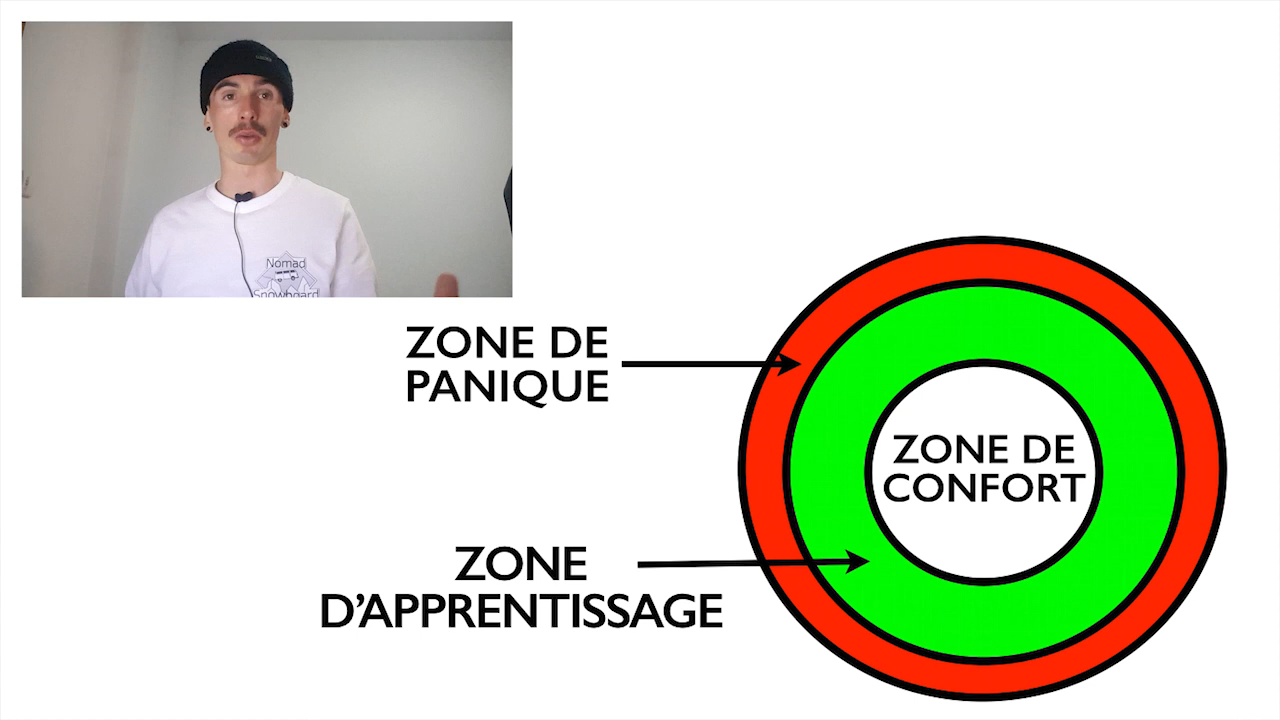 Nomad
Snowboard
ZONE DE
PANIQUE
ZONE DE
CONFORT
ZONE
D'APPRENTISSAGE